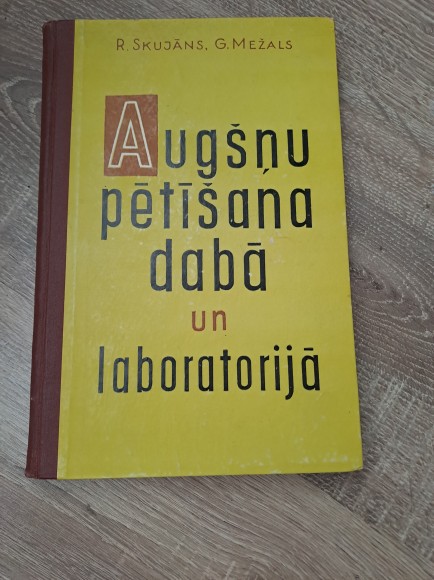 R. Skujāns, G. Mežals
Augšņu
pētīšana
dabā
un
laboratorijā